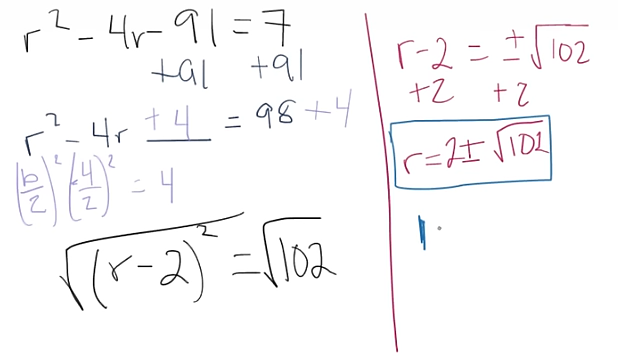 r² - 4r - 91 = 7
+91 +91
r² - 4r + 4 = 98 + 4
(b/2)² (4/2)² = 4
√(r - 2)² = √102
r - 2 = ± √102
+2 +2
r = 2 ± √102